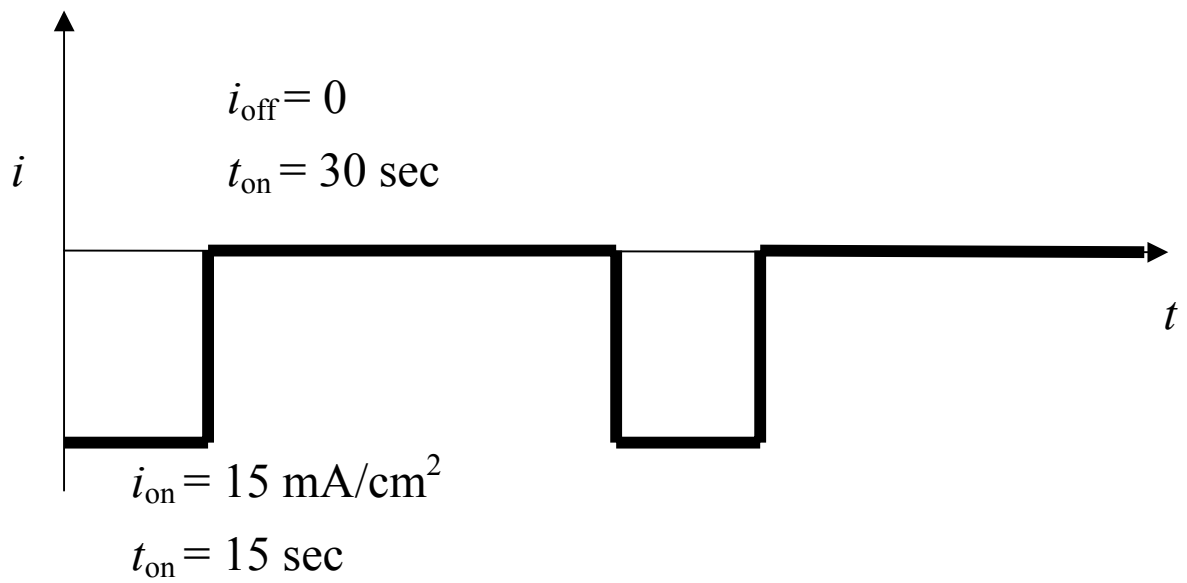 i_off = 0
t_on = 30 sec
i
t
i_on = 15 mA/cm²
t_on = 15 sec